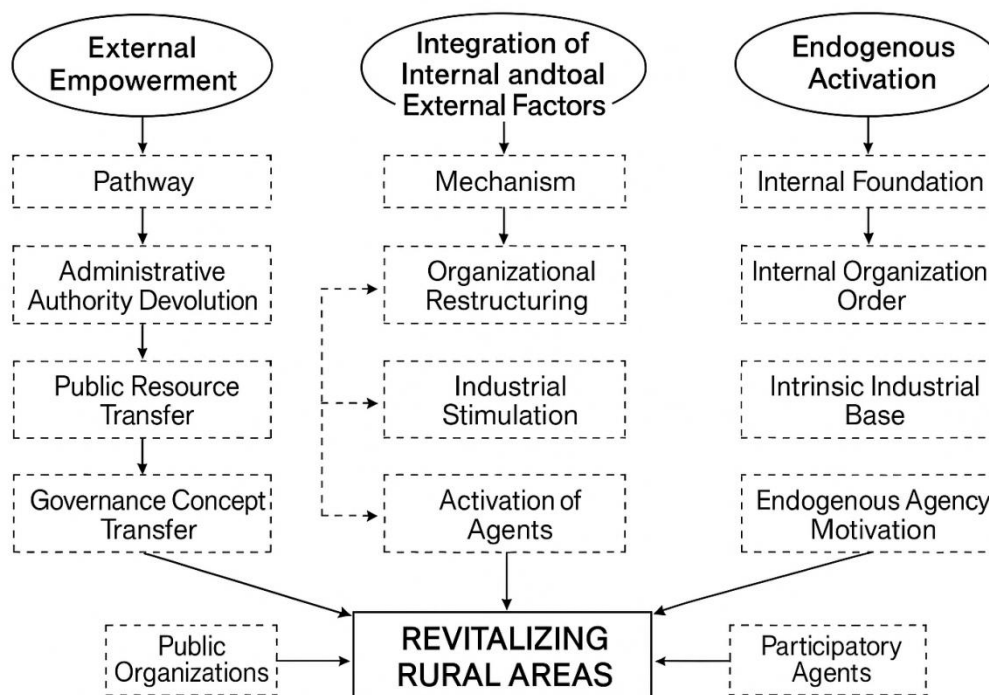 External
Empowerment
Integration of
Internal andtoal
External Factors
Endogenous
Activation
Pathway
Mechanism
Internal Foundation
Administrative
Authority Devolution
Organizational
Restructuring
Internal Organization
Order
Public Resource
Transfer
Industrial
Stimulation
Intrinsic Industrial
Base
Governance Concept
Transfer
Activation of
Agents
Endogenous Agency
Motivation
Public
Organizations
REVITALIZING
RURAL AREAS
Participatory
Agents